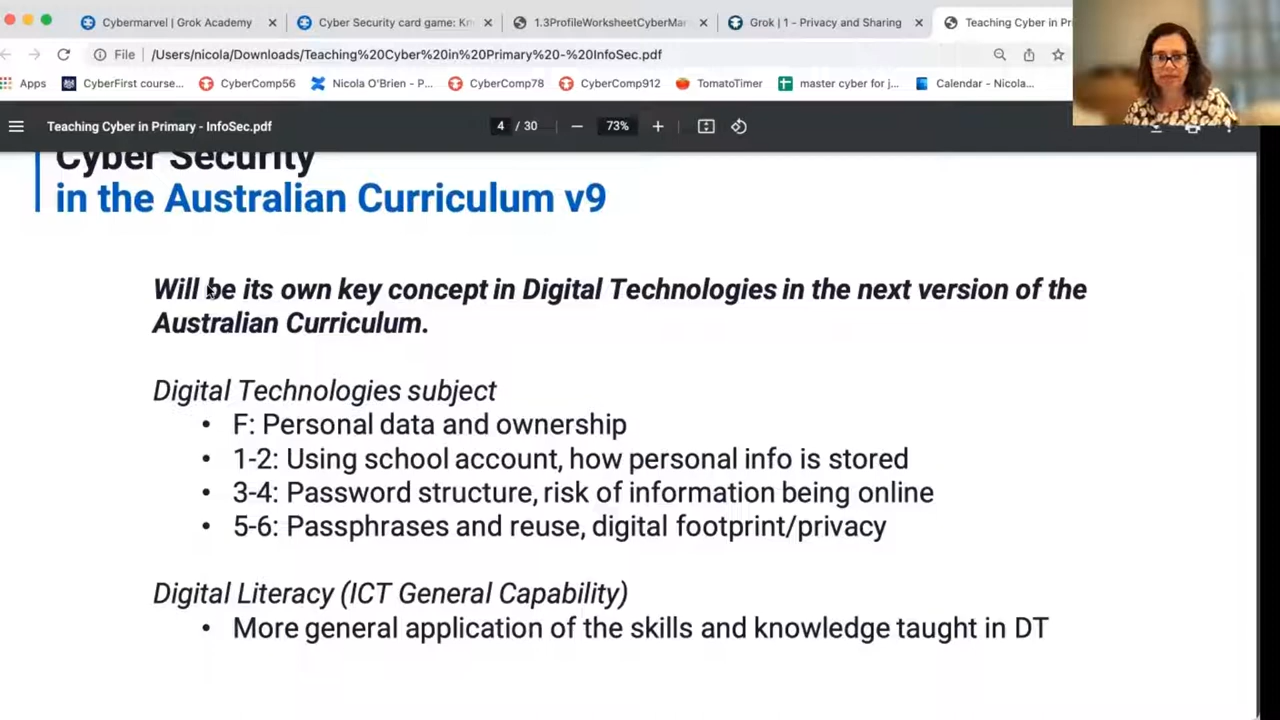 Cybermarvel | Grok Academy
Cyber Security card game: Kn
1.3ProfileWorksheetCyberMar
Grok | 1 - Privacy and Sharing
Teaching Cyber in Pr
File /Users/nicola/Downloads/Teaching%20Cyber%20in%20Primary%20-%20InfoSec.pdf
Apps CyberFirst course... CyberComp56 Nicola O'Brien - P... CyberComp78 CyberComp912 TomatoTimer master cyber for j... Calendar - Nicola...
Teaching Cyber in Primary - InfoSec.pdf 4 / 30 — 73% +
Cyber Security
in the Australian Curriculum v9
Will be its own key concept in Digital Technologies in the next version of the
Australian Curriculum.
Digital Technologies subject
• F: Personal data and ownership
• 1-2: Using school account, how personal info is stored
• 3-4: Password structure, risk of information being online
• 5-6: Passphrases and reuse, digital footprint/privacy
Digital Literacy (ICT General Capability)
• More general application of the skills and knowledge taught in DT